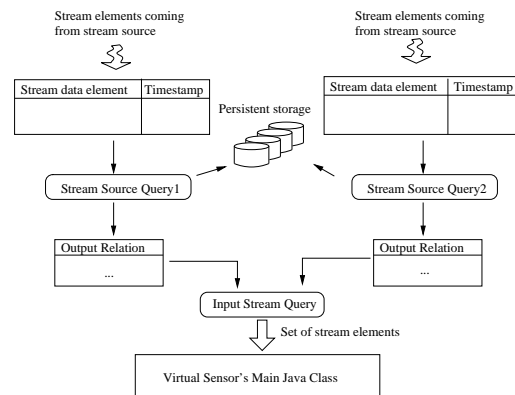 Stream elements coming
from stream source
Stream elements coming
from stream source
Stream data element Timestamp
Stream data element Timestamp
Persistent storage
Stream Source Query1
Stream Source Query2
Output Relation
...
Output Relation
...
Input Stream Query
Set of stream elements
Virtual Sensor's Main Java Class